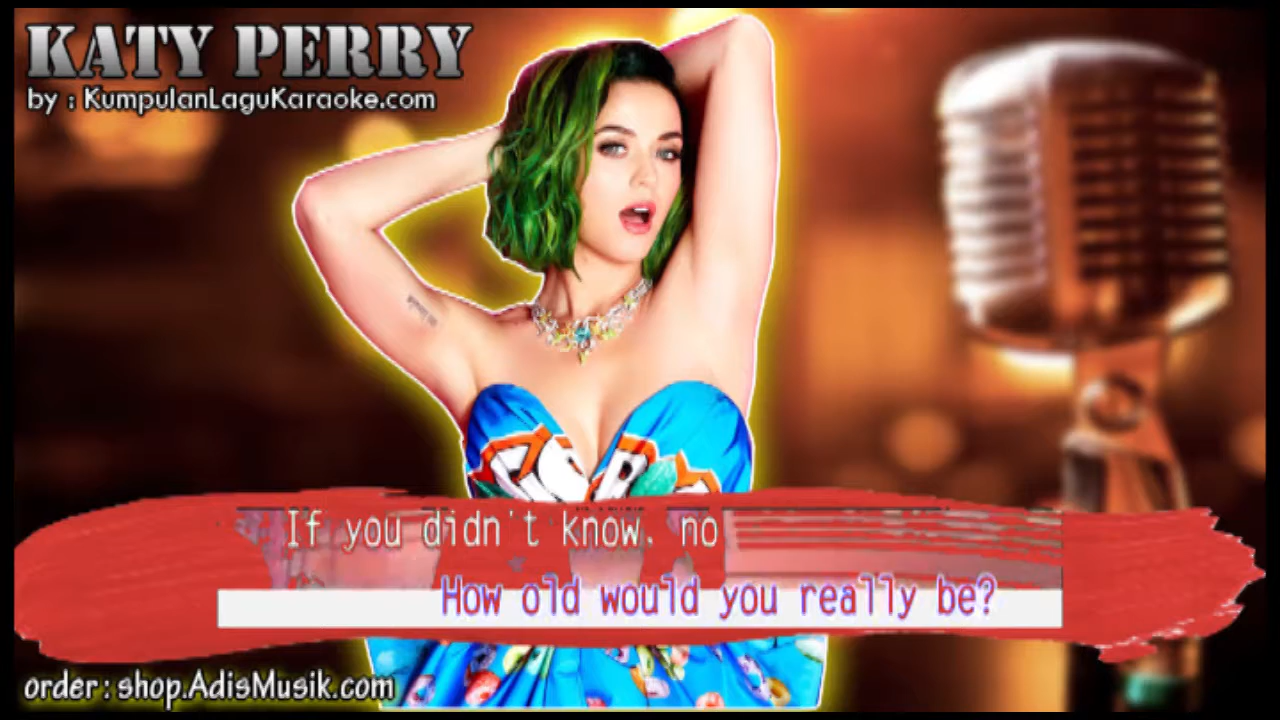 KATY PERRY
by : KumpulanLaguKaraoke.com
If you didn't know, no
How old would you really be?
order : shop.AdisMusik.com